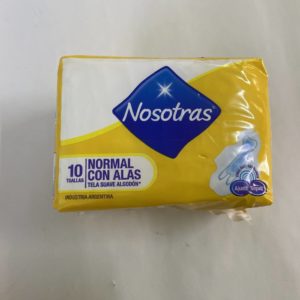 Nosotras
10
TOALLAS
NORMAL
CON ALAS
TELA SUAVE ALGODÓN*
INDUSTRIA ARGENTINA